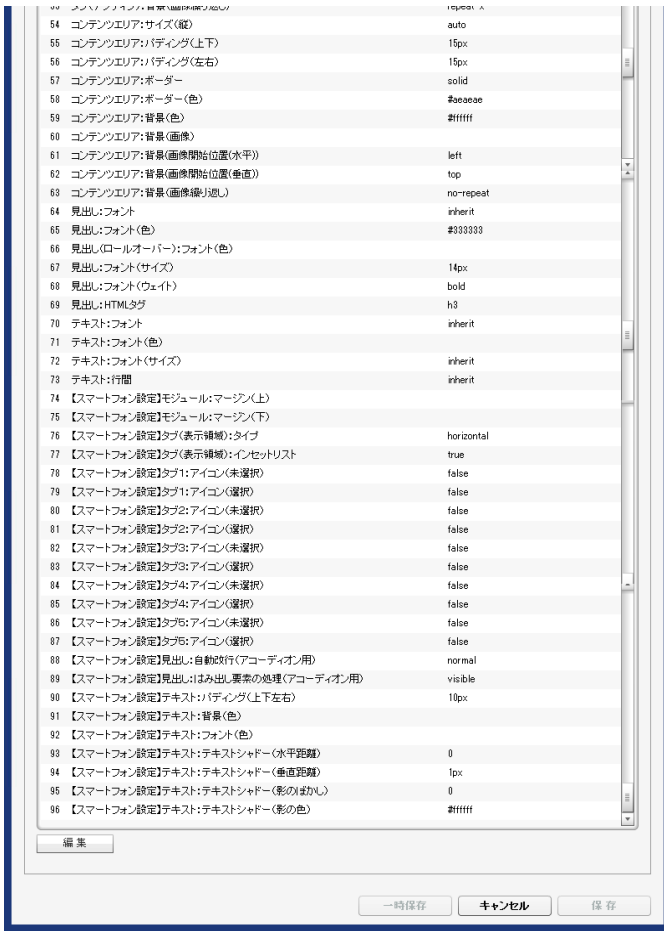 54 コンテンツエリア:サイズ(縦) auto
55 コンテンツエリア:パディング(上下) 15px
56 コンテンツエリア:パディング(左右) 15px
57 コンテンツエリア:ボーダー solid
58 コンテンツエリア:ボーダー(色) #aeaeae
59 コンテンツエリア:背景(色) #ffffff
60 コンテンツエリア:背景(画像)
61 コンテンツエリア:背景(画像開始位置(水平)) left
62 コンテンツエリア:背景(画像開始位置(垂直)) top
63 コンテンツエリア:背景(画像繰り返し) no-repeat
64 見出し:フォント inherit
65 見出し:フォント(色) #333333
66 見出し(ロールオーバー):フォント(色)
67 見出し:フォント(サイズ) 14px
68 見出し:フォント(ウェイト) bold
69 見出し:HTMLタグ h3
70 テキスト:フォント inherit
71 テキスト:フォント(色)
72 テキスト:フォント(サイズ) inherit
73 テキスト:行間 inherit
74 【スマートフォン設定】モジュール:マージン(上)
75 【スマートフォン設定】モジュール:マージン(下)
76 【スマートフォン設定】タブ(表示領域):タイプ horizontal
77 【スマートフォン設定】タブ(表示領域):インセットリスト true
78 【スマートフォン設定】タブ1:アイコン(未選択) false
79 【スマートフォン設定】タブ1:アイコン(選択) false
80 【スマートフォン設定】タブ2:アイコン(未選択) false
81 【スマートフォン設定】タブ2:アイコン(選択) false
82 【スマートフォン設定】タブ3:アイコン(未選択) false
83 【スマートフォン設定】タブ3:アイコン(選択) false
84 【スマートフォン設定】タブ4:アイコン(未選択) false
85 【スマートフォン設定】タブ4:アイコン(選択) false
86 【スマートフォン設定】タブ5:アイコン(未選択) false
87 【スマートフォン設定】タブ5:アイコン(選択) false
88 【スマートフォン設定】見出し:自動改行(アコーディオン用) normal
89 【スマートフォン設定】見出し:はみ出し要素の処理(アコーディオン用) visible
90 【スマートフォン設定】テキスト:パディング(上下左右) 10px
91 【スマートフォン設定】テキスト:背景(色)
92 【スマートフォン設定】テキスト:フォント(色)
93 【スマートフォン設定】テキスト:テキストシャドー(水平距離) 0
94 【スマートフォン設定】テキスト:テキストシャドー(垂直距離) 1px
95 【スマートフォン設定】テキスト:テキストシャドー(影のぼかし) 0
96 【スマートフォン設定】テキスト:テキストシャドー(影の色) #ffffff
編集
一時保存 キャンセル 保存